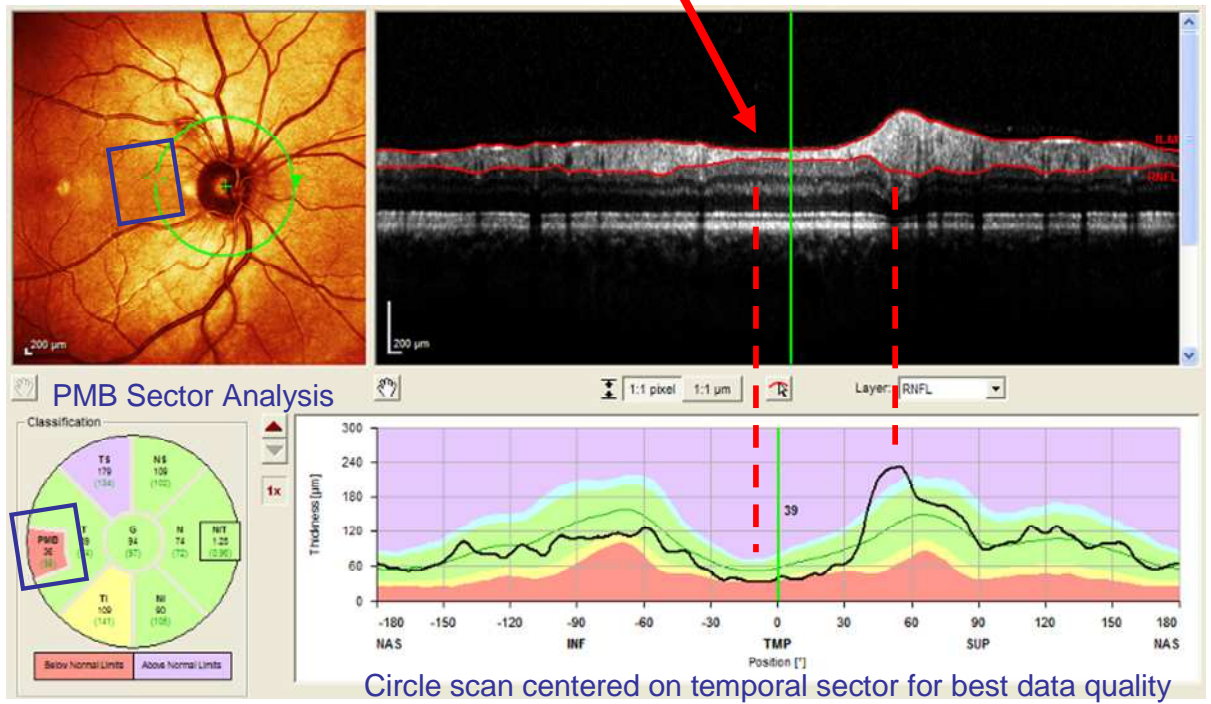 ILM
RNFL
200 µm
200 µm
PMB Sector Analysis
1:1 pixel
1:1 µm
Layer: RNFL
Classification
TS
179
(134)
NS
109
(102)
T
PMB
36
G
94
(97)
N
74
(72)
N/T
1.25
TI
109
(141)
NI
90
Below Normal Limits
Above Normal Limits
1x
Thickness [µm]
300
240
180
120
60
0
39
-180 -150 -120 -90 -60 -30 0 30 60 90 120 150 180
NAS INF TMP SUP NAS
Position [°]
Circle scan centered on temporal sector for best data quality